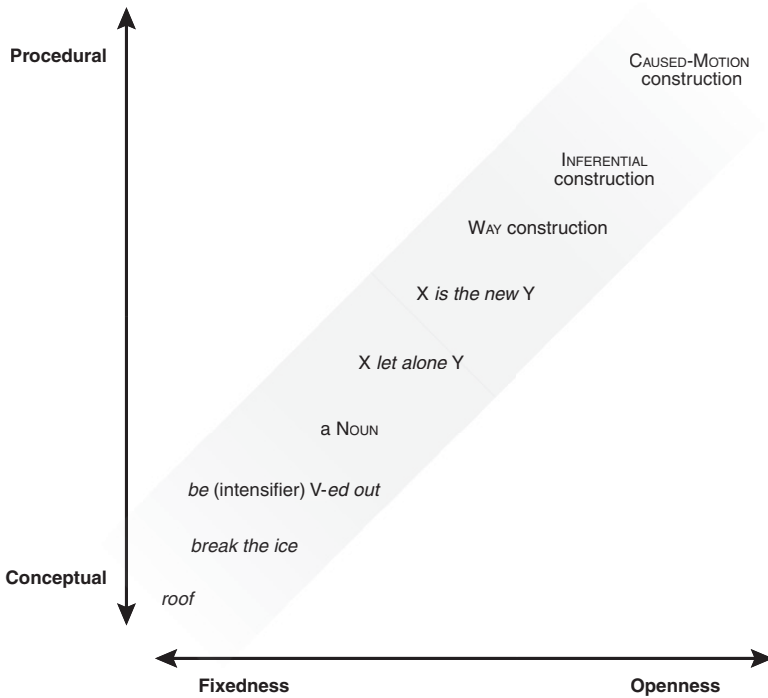 Procedural
CAUSED-MOTION
construction
INFERENTIAL
construction
WAY construction
X is the new Y
X let alone Y
a NOUN
be (intensifier) V-ed out
break the ice
Conceptual
roof
Fixedness
Openness